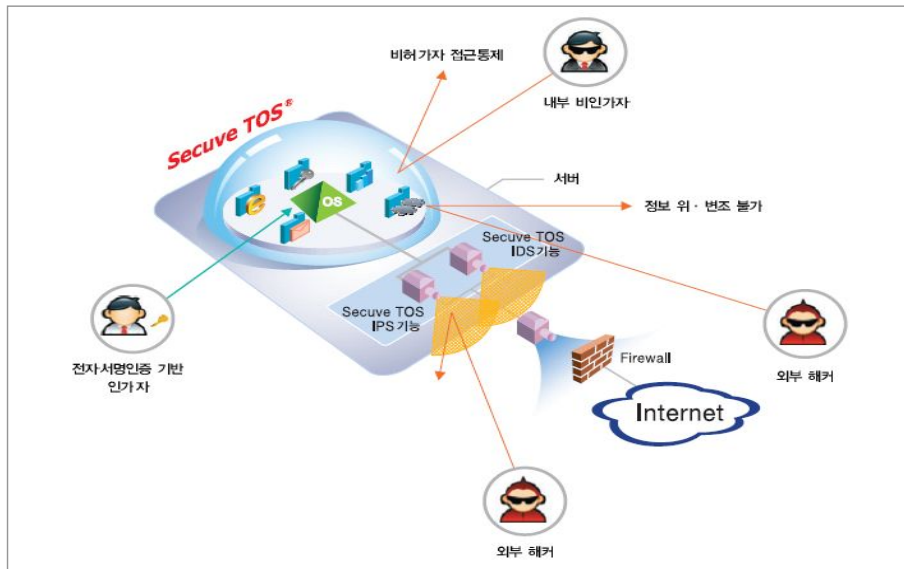 비허가자 접근통제
내부 비인가자
Secuve TOS®
서버
OS
정보 위·변조 불가
Secuve TOS
IDS기능
Secuve TOS
IPS기능
전자서명인증 기반
인가자
Firewall
외부 해커
Internet
외부 해커